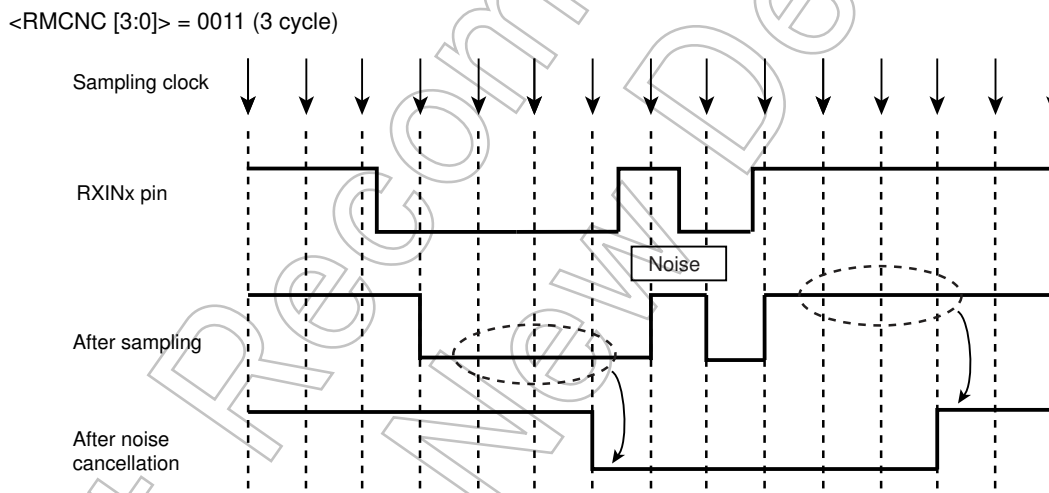 <RMCNC [3:0]> = 0011 (3 cycle)
Sampling clock
RXINx pin
Noise
After sampling
After noise
cancellation